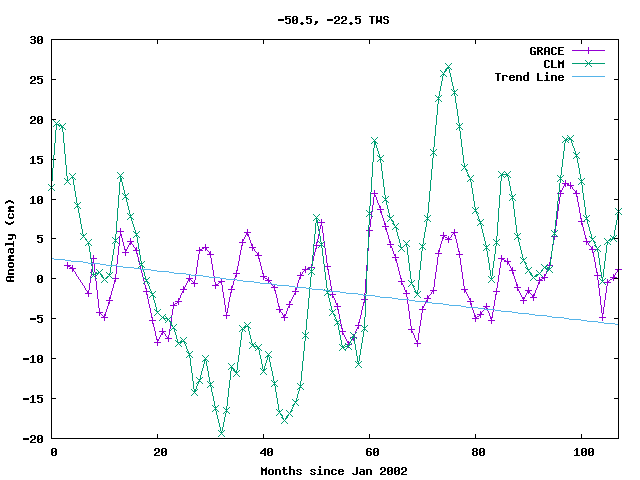 -50.5, -22.5 TWS
GRACE
CLM
Trend Line
30
25
20
15
10
5
0
-5
-10
-15
-20
Anomaly (cm)
0 20 40 60 80 100
Months since Jan 2002